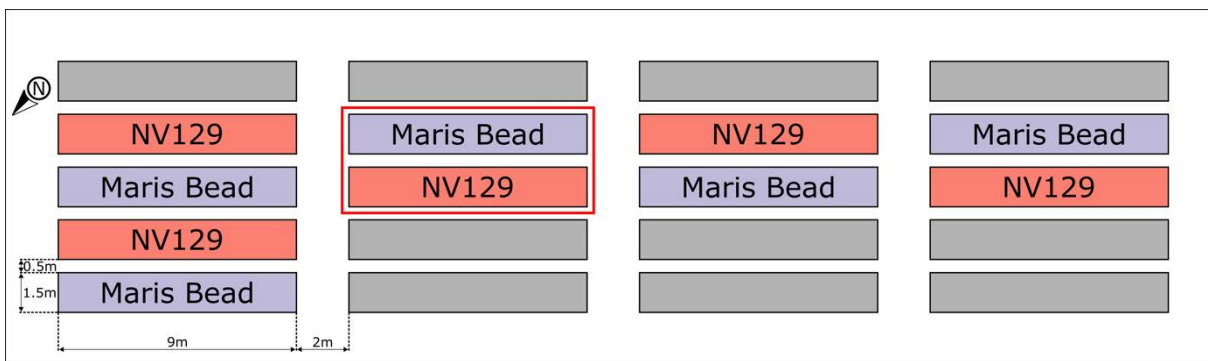 N
NV129 Maris Bead NV129 Maris Bead
Maris Bead NV129 Maris Bead NV129
NV129
0.5m
Maris Bead
1.5m
9m 2m